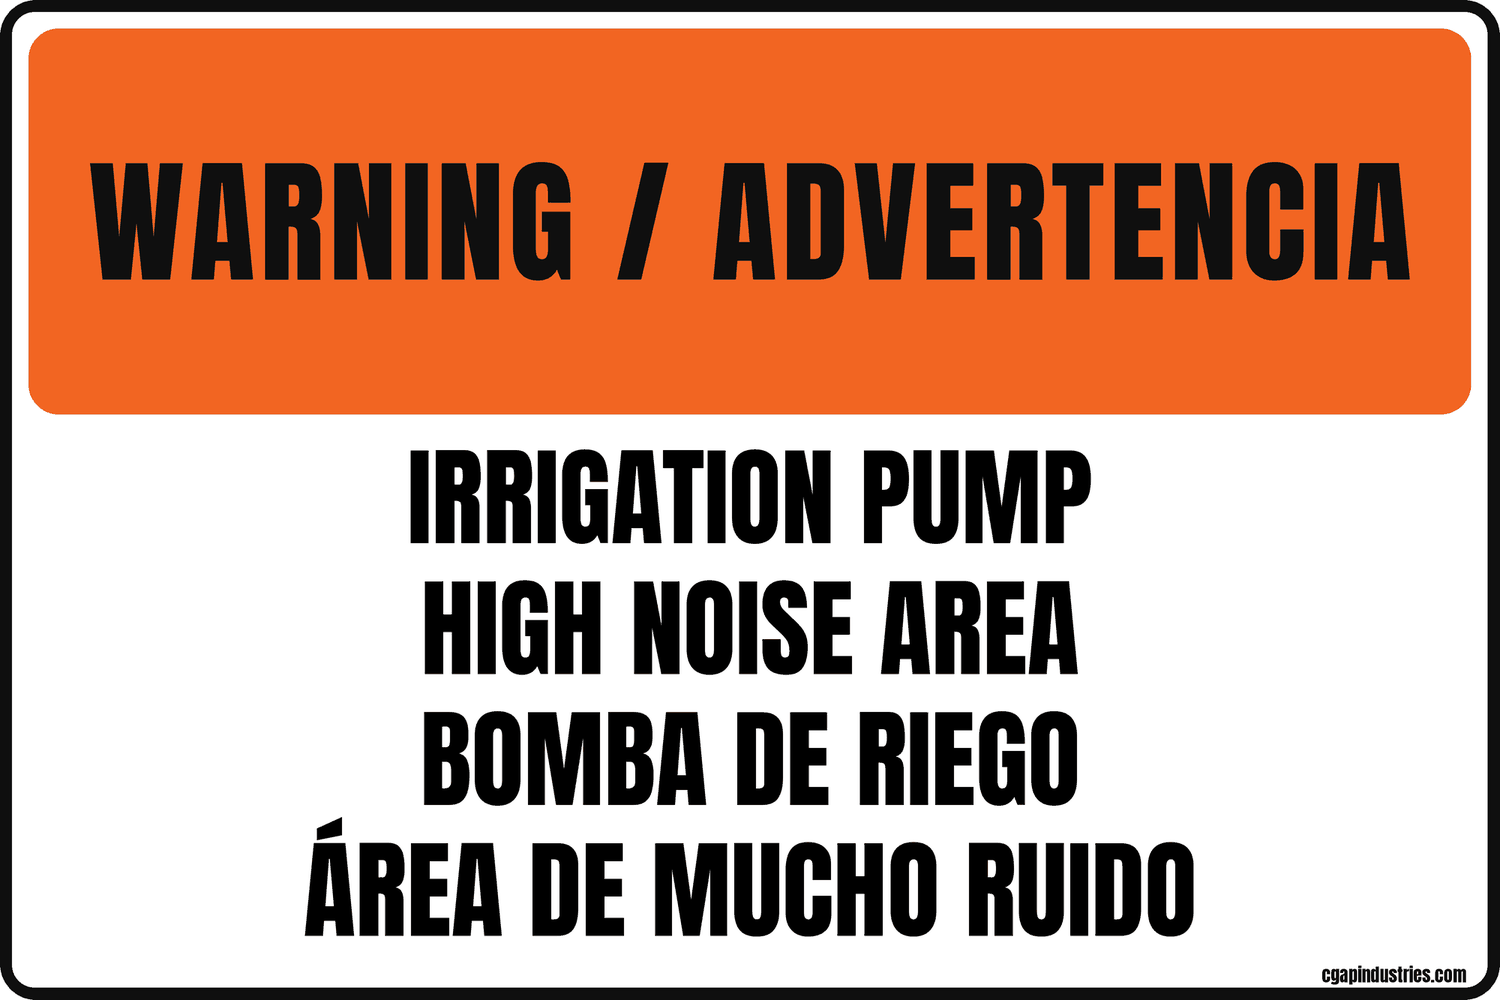 WARNING / ADVERTENCIA
IRRIGATION PUMP
HIGH NOISE AREA
BOMBA DE RIEGO
ÁREA DE MUCHO RUIDO
cgapindustries.com